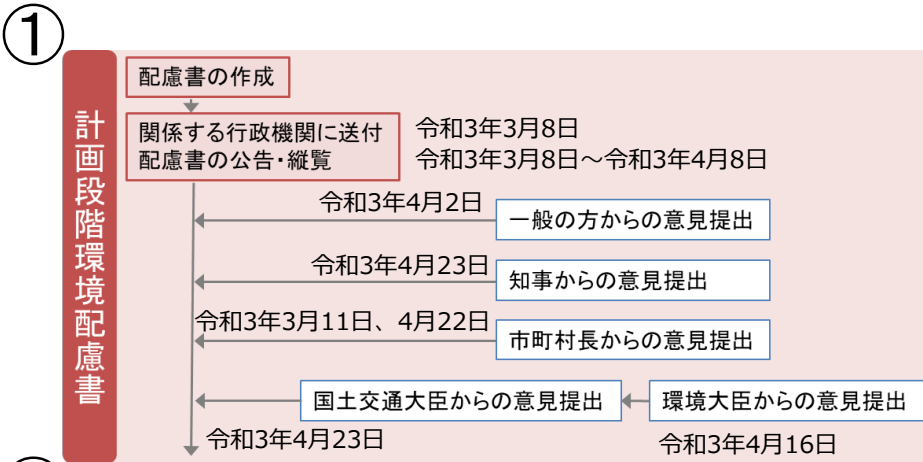 ①
計画段階環境配慮書
配慮書の作成
関係する行政機関に送付
配慮書の公告・縦覧
令和3年3月8日
令和3年3月8日～令和3年4月8日
令和3年4月2日
一般の方からの意見提出
令和3年4月23日
知事からの意見提出
令和3年3月11日、4月22日
市町村長からの意見提出
国土交通大臣からの意見提出
環境大臣からの意見提出
令和3年4月23日
令和3年4月16日